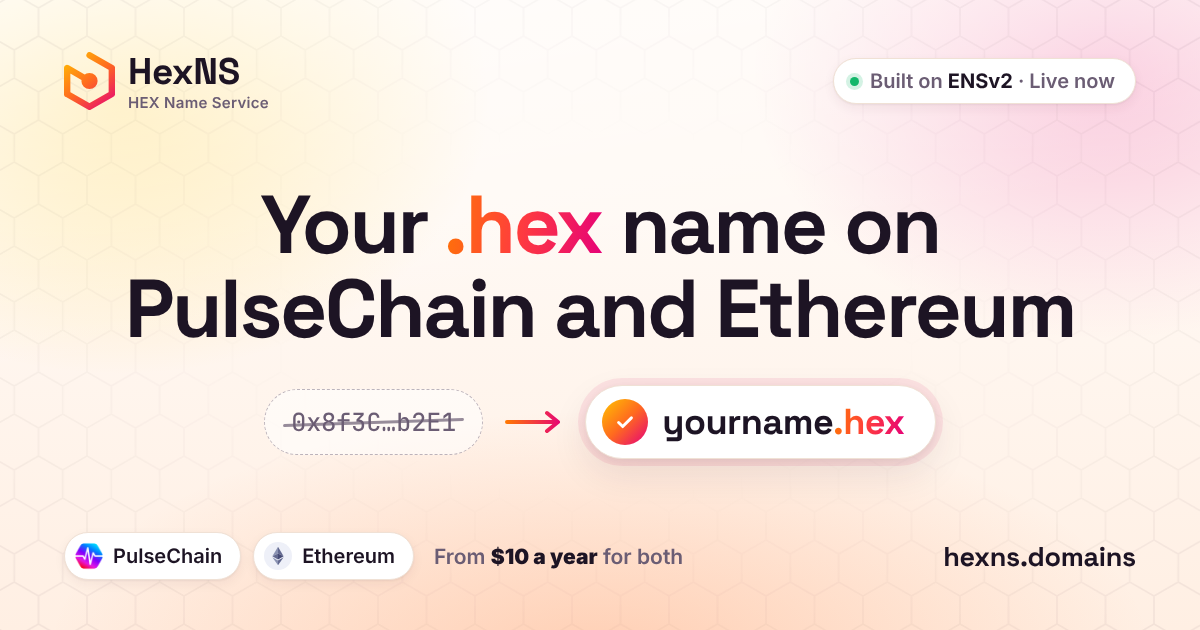 HexNS
HEX Name Service
Built on ENSv2 · Live now
Your .hex name on
PulseChain and Ethereum
0x8f3C…b2E1
yourname.hex
PulseChain
Ethereum
From $10 a year for both
hexns.domains